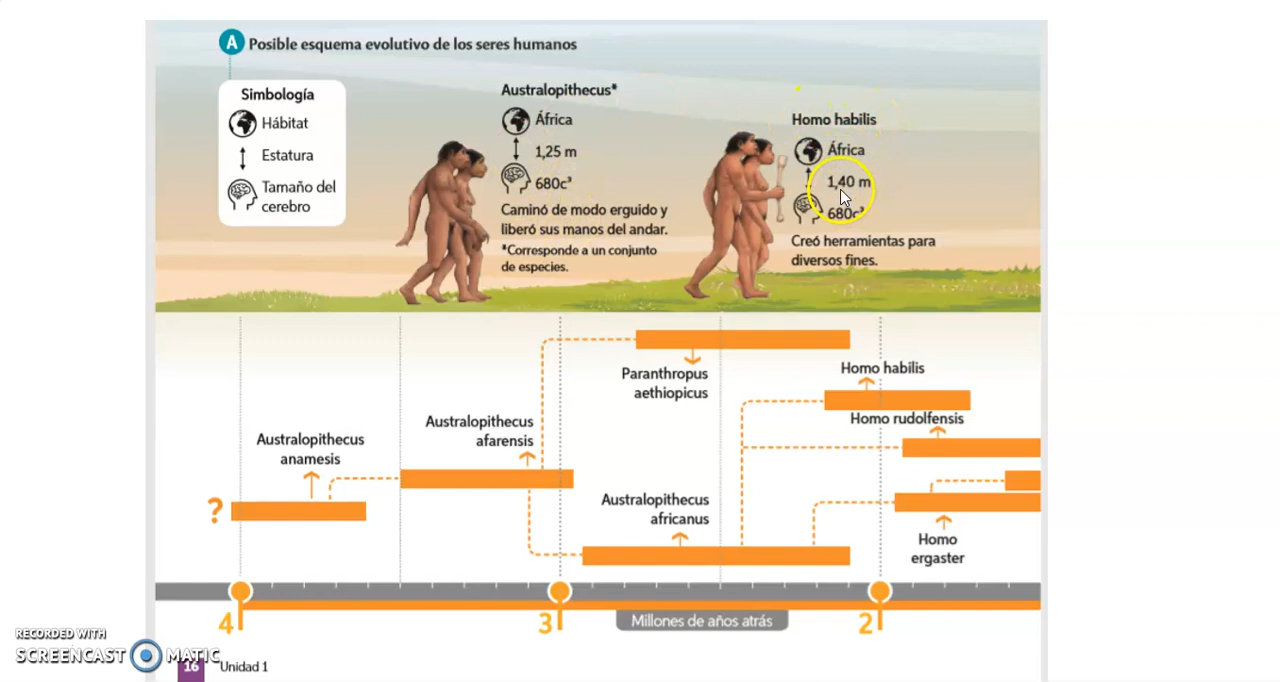 A Posible esquema evolutivo de los seres humanos
Simbología
Hábitat
Estatura
Tamaño del
cerebro
Australopithecus*
África
1,25 m
680c³
Caminó de modo erguido y
liberó sus manos del andar.
*Corresponde a un conjunto
de especies.
Homo habilis
África
1,40 m
680c³
Creó herramientas para
diversos fines.
Paranthropus
aethiopicus
Homo habilis
Homo rudolfensis
Australopithecus
afarensis
Australopithecus
anamesis
?
Australopithecus
africanus
Homo
ergaster
4
3
2
Millones de años atrás
RECORDED WITH
SCREENCAST MATIC
16 Unidad 1